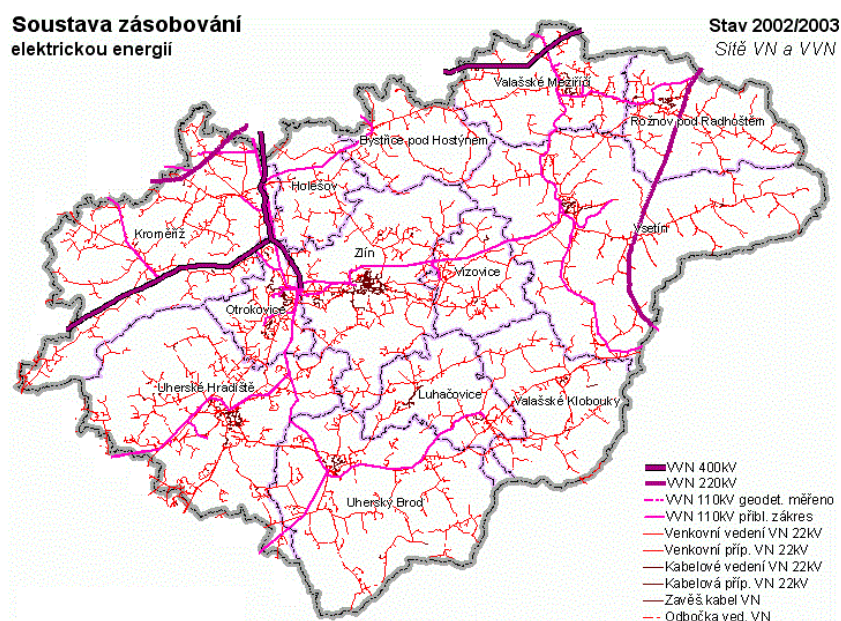 Soustava zásobování
elektrickou energií
Stav 2002/2003
Sítě VN a VVN
Valašské Meziříčí
Rožnov pod Radhoštěm
Bystřice pod Hostýnem
Holešov
Kroměříž
Vsetín
Zlín
Vizovice
Otrokovice
Uherské Hradiště
Luhačovice
Valašské Klobouky
Uherský Brod
VVN 400kV
VVN 220kV
VVN 110kV geodet. měřeno
VVN 110kV přibl. zákres
Venkovní vedení VN 22kV
Venkovní příp. VN 22kV
Kabelové vedení VN 22kV
Kabelová příp. VN 22kV
Zavěš.kabel VN
Odbočka ved. VN